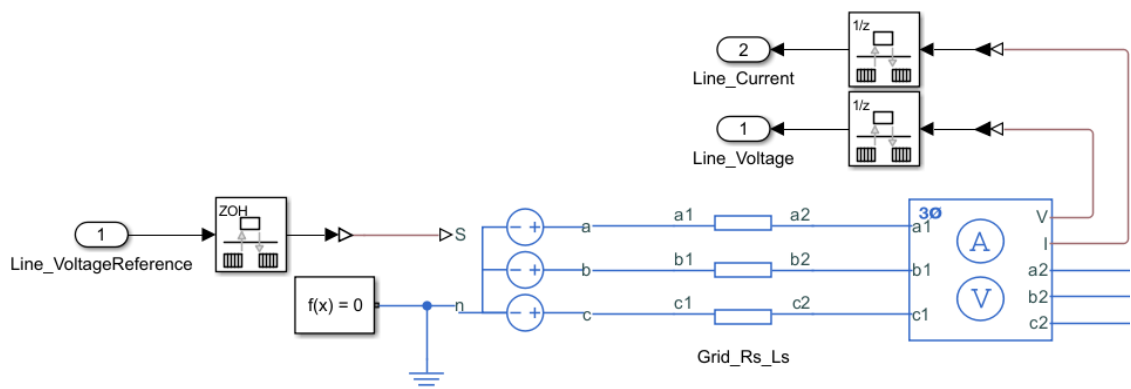 1/z
2
Line_Current
1/z
1
Line_Voltage
ZOH
1
Line_VoltageReference
S
f(x) = 0
n
a
a1
a2
b
b1
b2
c
c1
c2
Grid_Rs_Ls
3Ø
a1
b1
c1
A
V
V
I
a2
b2
c2